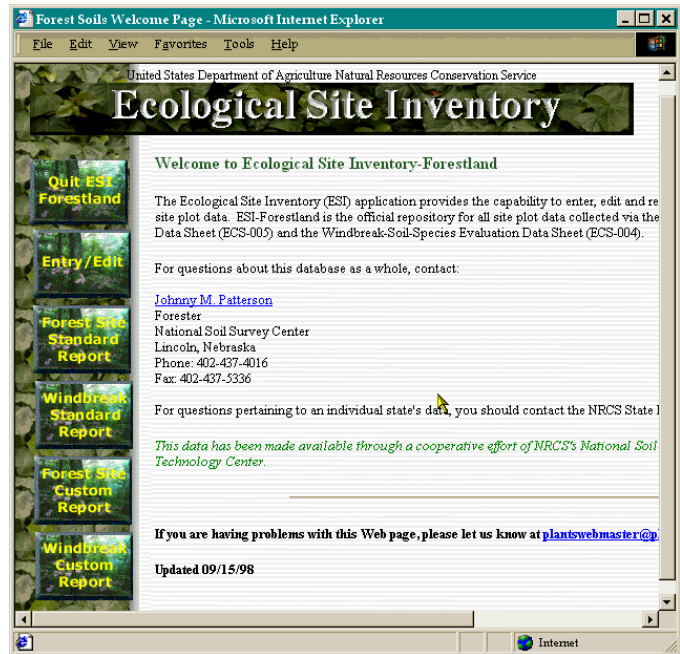 Forest Soils Welcome Page - Microsoft Internet Explorer
File Edit View Favorites Tools Help
United States Department of Agriculture Natural Resources Conservation Service
Ecological Site Inventory
Quit ESI
Forestland
Entry/Edit
Forest Site
Standard
Report
Windbreak
Standard
Report
Forest Site
Custom
Report
Windbreak
Custom
Report
Welcome to Ecological Site Inventory-Forestland
The Ecological Site Inventory (ESI) application provides the capability to enter, edit and re
site plot data. ESI-Forestland is the official repository for all site plot data collected via the
Data Sheet (ECS-005) and the Windbreak-Soil-Species Evaluation Data Sheet (ECS-004).
For questions about this database as a whole, contact:
Johnny M. Patterson
Forester
National Soil Survey Center
Lincoln, Nebraska
Phone: 402-437-4016
Fax: 402-437-5336
For questions pertaining to an individual state's data, you should contact the NRCS State
This data has been made available through a cooperative effort of NRCS's National Soil
Technology Center.
If you are having problems with this Web page, please let us know at plantswebmaster@p
Updated 09/15/98
Internet